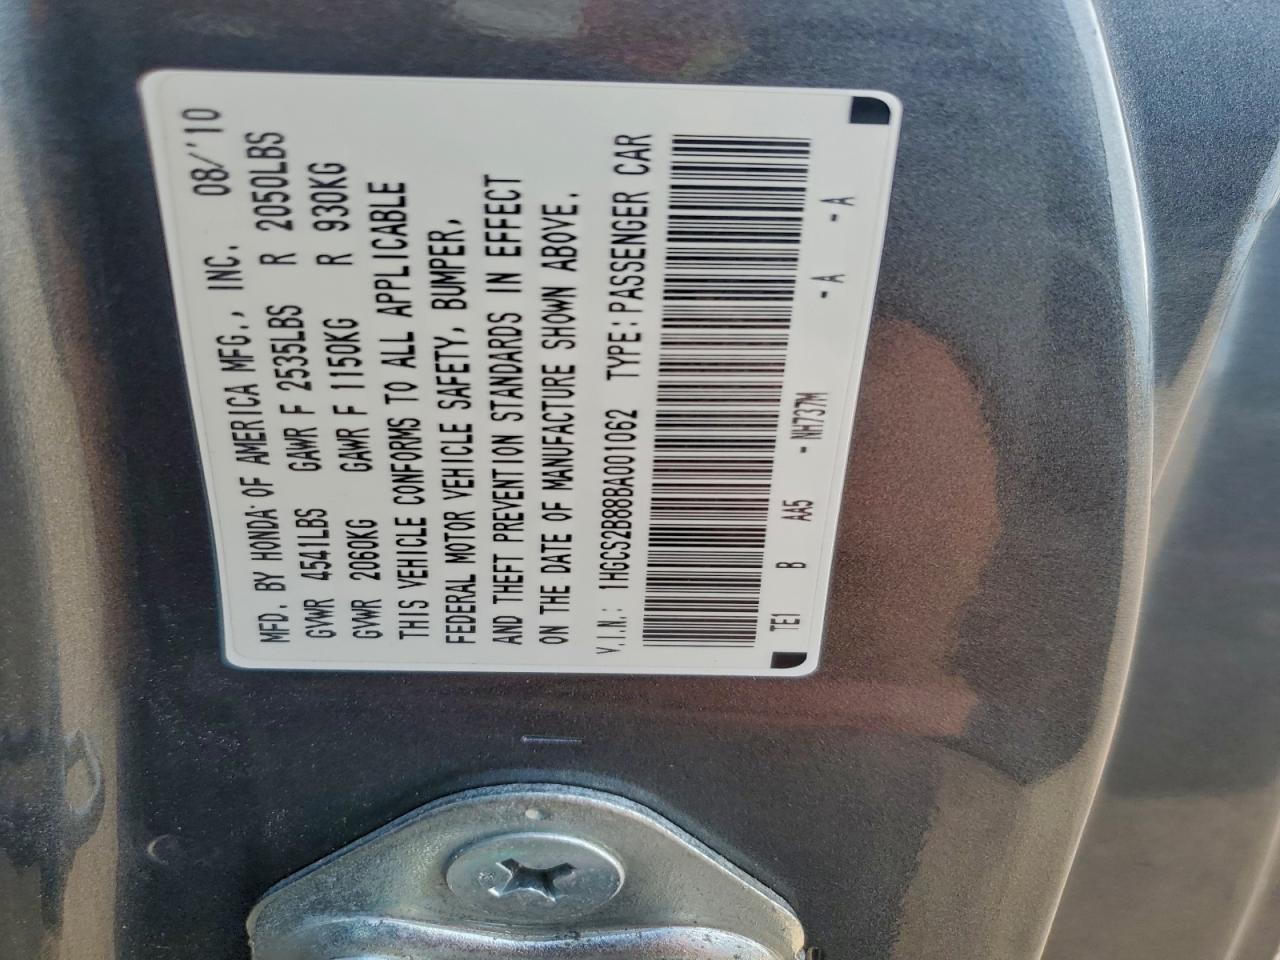 MFD. BY HONDA OF AMERICA MFG., INC. 08/'10
GVWR 4541LBS GAWR F 2535LBS R 2050LBS
GVWR 2060KG GAWR F 1150KG R 930KG
THIS VEHICLE CONFORMS TO ALL APPLICABLE
FEDERAL MOTOR VEHICLE SAFETY, BUMPER,
AND THEFT PREVENTION STANDARDS IN EFFECT
ON THE DATE OF MANUFACTURE SHOWN ABOVE.
V.I.N.: 1HGCS2B88BA001062 TYPE: PASSENGER CAR
TE1 B AA5 - NH737M - A - A